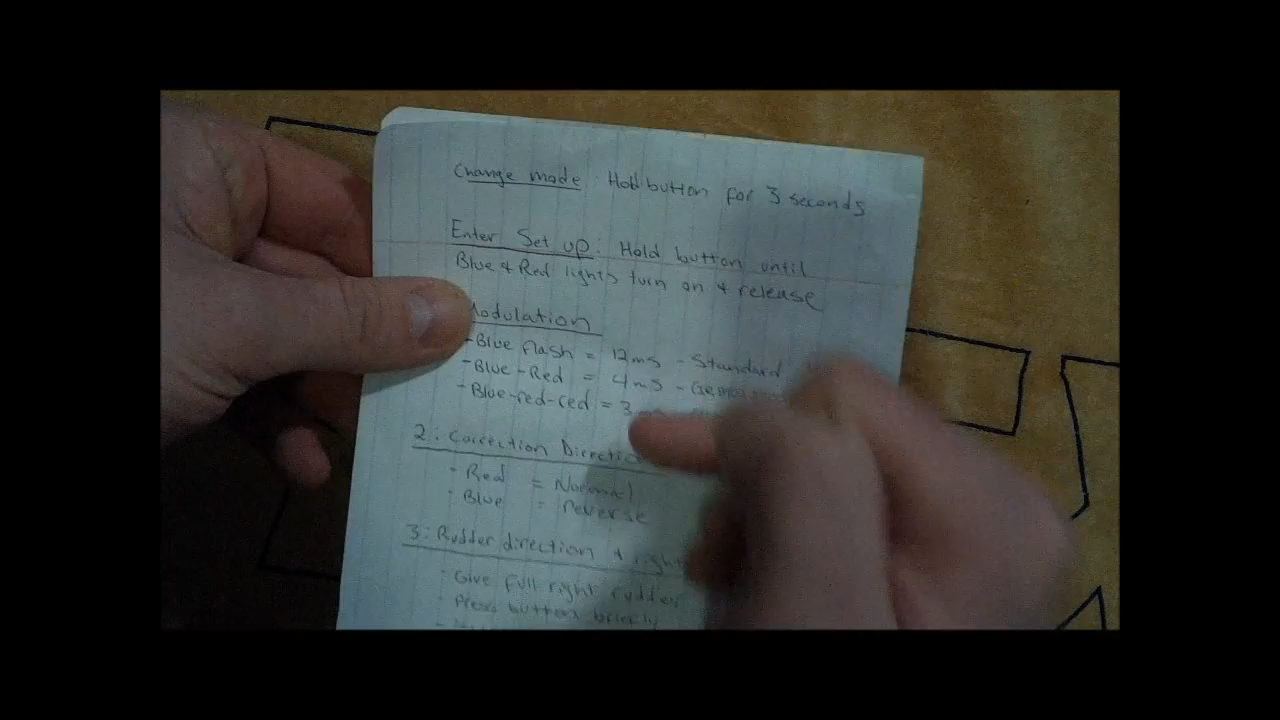 Change mode : Hold button for 3 seconds
Enter Set up : Hold button until
Blue & Red lights turn on & release
Modulation
- Blue flash = 12ms - Standard
- Blue - Red = 4ms -
- Blue-red-red = 3
2: Correction Direction
· Red = Normal
· Blue = reverse
3: Rudder direction & right
· Give full right rudder
· Press button briefly